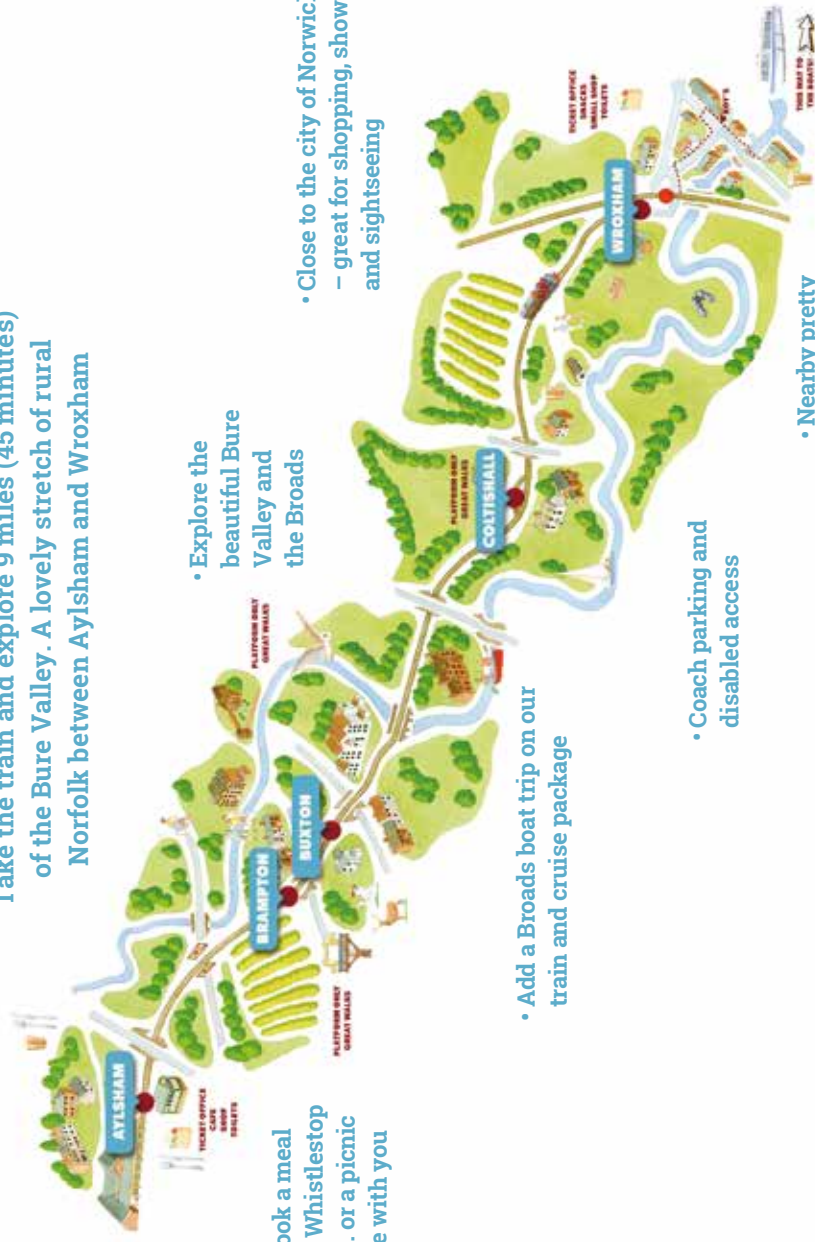 Take the train and explore 9 miles (45 minutes)
of the Bure Valley. A lovely stretch of rural
Norfolk between Aylsham and Wroxham
• Explore the
beautiful Bure
Valley and
the Broads
• Close to the city of Norwich
– great for shopping, show
and sightseeing
ook a meal
Whistlestop
. or a picnic
e with you
• Add a Broads boat trip on our
train and cruise package
• Coach parking and
disabled access
• Nearby pretty
AYLSHAM
TICKET OFFICE
CAFE
SHOP
TOILETS
BRAMPTON
PLATFORM ONLY
GREAT WALKS
BUXTON
PLATFORM ONLY
GREAT WALKS
COLTISHALL
PLATFORM ONLY
GREAT WALKS
WROXHAM
TICKET OFFICE
SNACKS
SMALL SHOP
TOILETS
ROY'S
THIS WAY TO
THE BOATS!